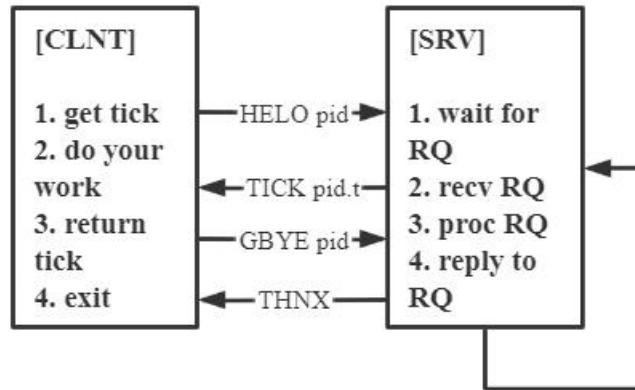 [CLNT]
1. get tick
2. do your
work
3. return
tick
4. exit
HELO pid
TICK pid.t
GBYE pid
THNX
[SRV]
1. wait for
RQ
2. recv RQ
3. proc RQ
4. reply to
RQ